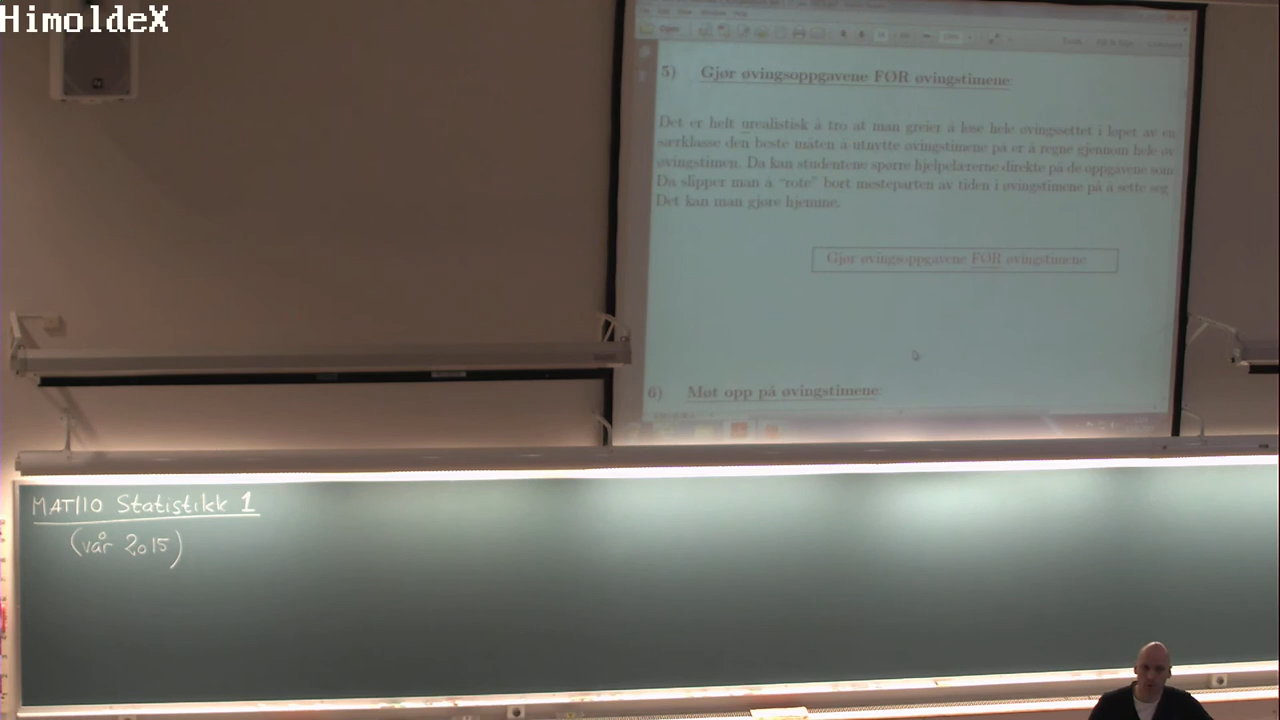 HimoldeX
5) Gjør øvingsoppgavene FØR øvingstimene
Det er helt urealistisk å tro at man greier å løse hele øvingssettet i løpet av en
særklasse den beste måten å utnytte øvingstimene på er å regne gjennom hele øv
øvingstimen. Da kan studentene spørre hjelpelærerne direkte på de oppgavene som
Da slipper man å "rote" bort mesteparten av tiden i øvingstimene på å sette seg
Det kan man gjøre hjemme.
Gjør øvingsoppgavene FØR øvingstimene
6) Møt opp på øvingstimene
MAT110 Statistikk 1
(vår 2015)